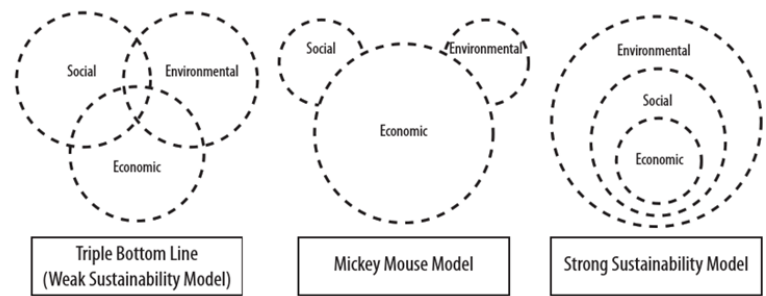 Social
Environmental
Economic
Triple Bottom Line
(Weak Sustainability Model)
Social
Environmental
Economic
Mickey Mouse Model
Environmental
Social
Economic
Strong Sustainability Model